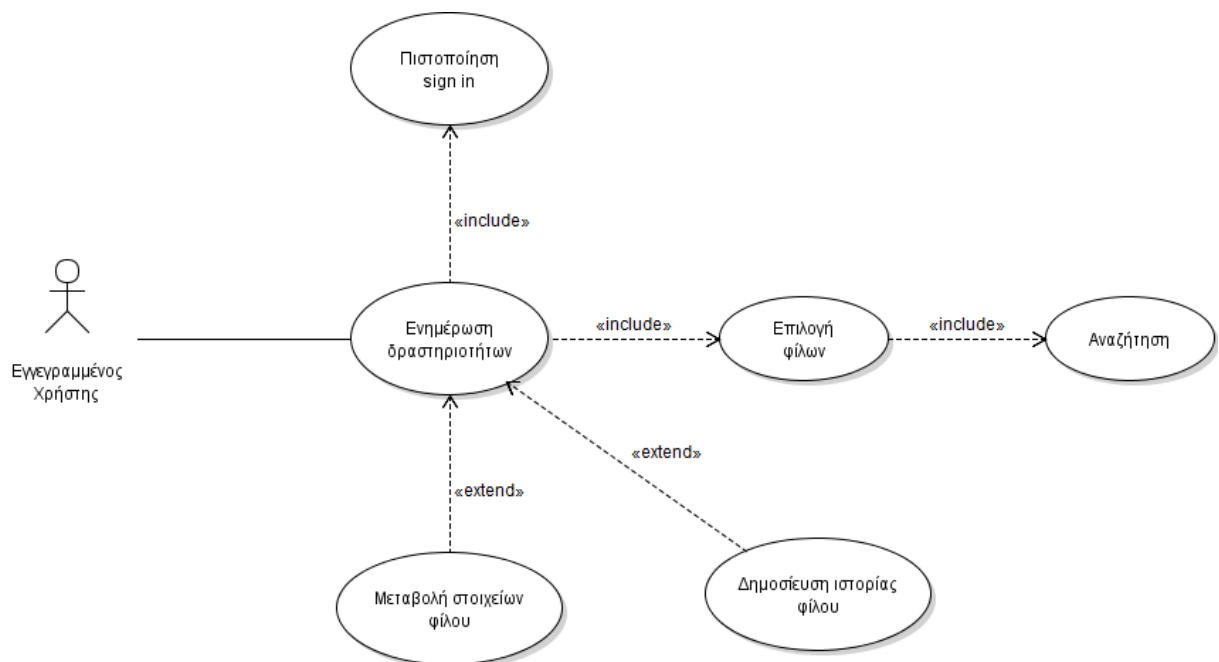 Πιστοποίηση
sign in
«include»
Εγγεγραμμένος
Χρήστης
Ενημέρωση
δραστηριοτήτων
«include»
Επιλογή
φίλων
«include»
Αναζήτηση
«extend»
«extend»
Μεταβολή στοιχείων
φίλου
Δημοσίευση ιστορίας
φίλου